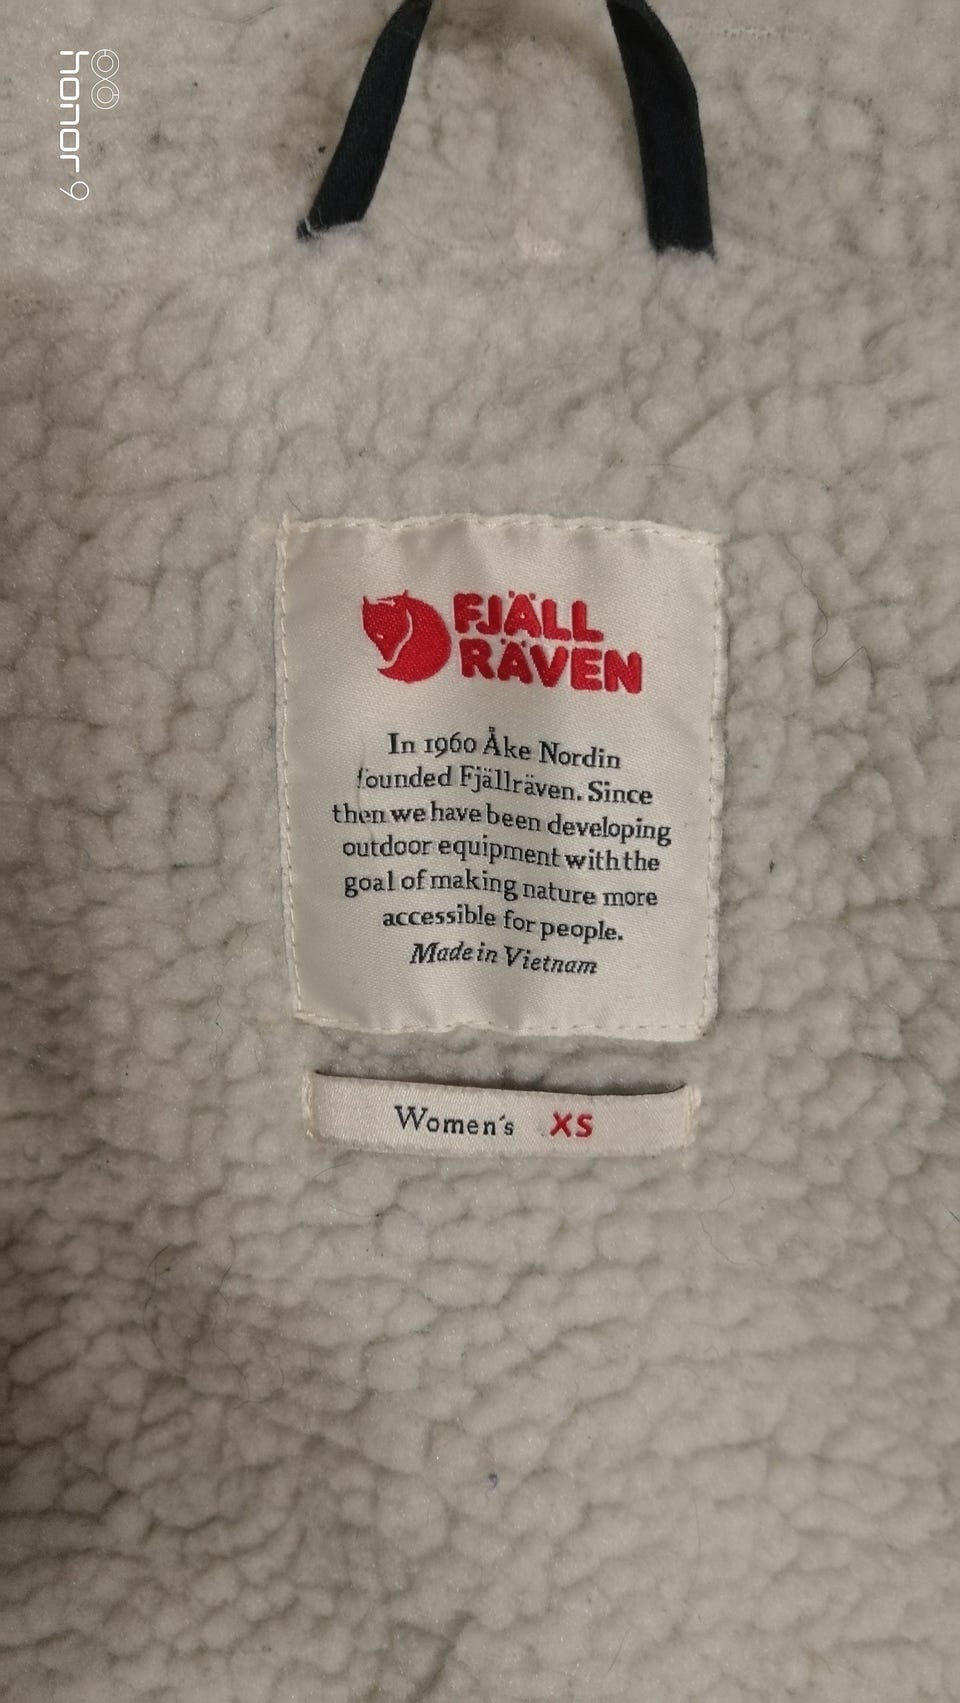 honor 9
FJÄLL
RÄVEN
In 1960 Åke Nordin
founded Fjällräven. Since
then we have been developing
outdoor equipment with the
goal of making nature more
accessible for people.
Made in Vietnam
Women's XS